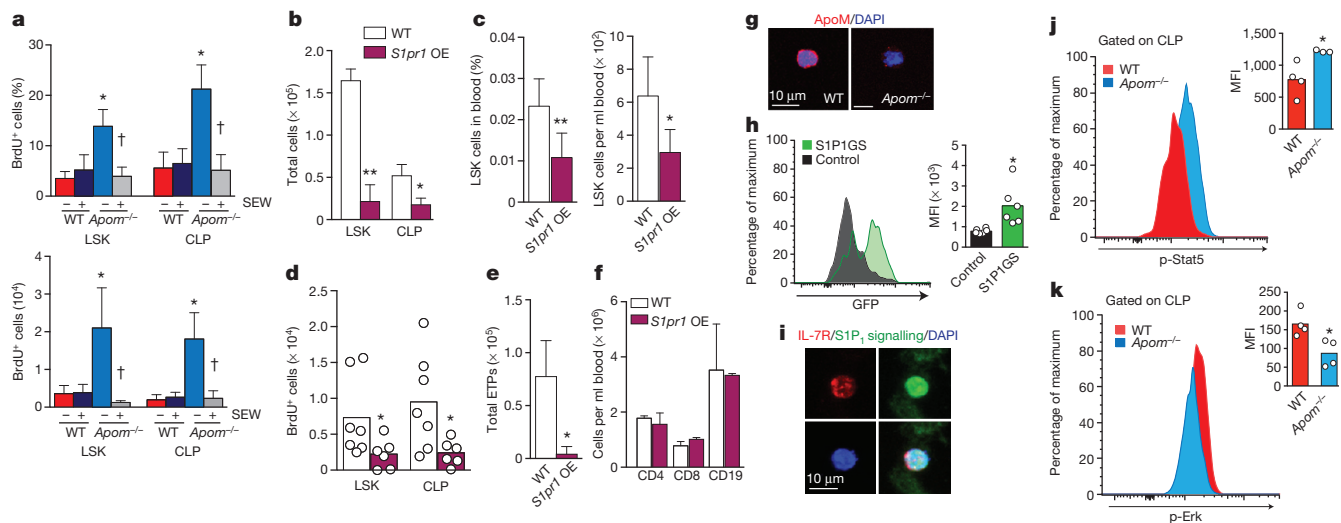 a
BrdU⁺ cells (%)
30
20
10
0
*
*
†
†
− + − + − + − + SEW
WT Apom⁻/⁻ WT Apom⁻/⁻
LSK CLP
BrdU⁺ cells (10⁴)
4
3
2
1
0
*
*
†
†
− + − + − + − + SEW
WT Apom⁻/⁻ WT Apom⁻/⁻
LSK CLP
b
WT
S1pr1 OE
Total cells (× 10⁵)
2.0
1.5
1.0
0.5
0
**
*
LSK CLP
c
LSK cells in blood (%)
0.04
0.03
0.02
0.01
0
**
WT
S1pr1 OE
LSK cells per ml blood (× 10²)
10
8
6
4
2
0
*
WT
S1pr1 OE
d
BrdU⁺ cells (× 10⁴)
2.5
2.0
1.5
1.0
0.5
0
*
*
LSK CLP
e
Total ETPs (× 10⁵)
1.5
1.0
0.5
0
*
WT
S1pr1 OE
f
WT
S1pr1 OE
Cells per ml blood (× 10⁶)
6
4
2
0
CD4 CD8 CD19
g
ApoM/DAPI
10 μm
WT
Apom⁻/⁻
h
S1P1GS
Control
Percentage of maximum
100
80
60
40
20
0
GFP
MFI (× 10³)
5
4
3
2
1
0
*
Control
S1P1GS
i
IL-7R/S1P₁ signalling/DAPI
10 μm
j
Gated on CLP
WT
Apom⁻/⁻
Percentage of maximum
100
80
60
40
20
0
p-Stat5
MFI
1,500
1,000
500
0
*
WT
Apom⁻/⁻
k
Gated on CLP
WT
Apom⁻/⁻
Percentage of maximum
100
80
60
40
20
0
p-Erk
MFI
250
200
150
100
50
0
*
WT
Apom⁻/⁻